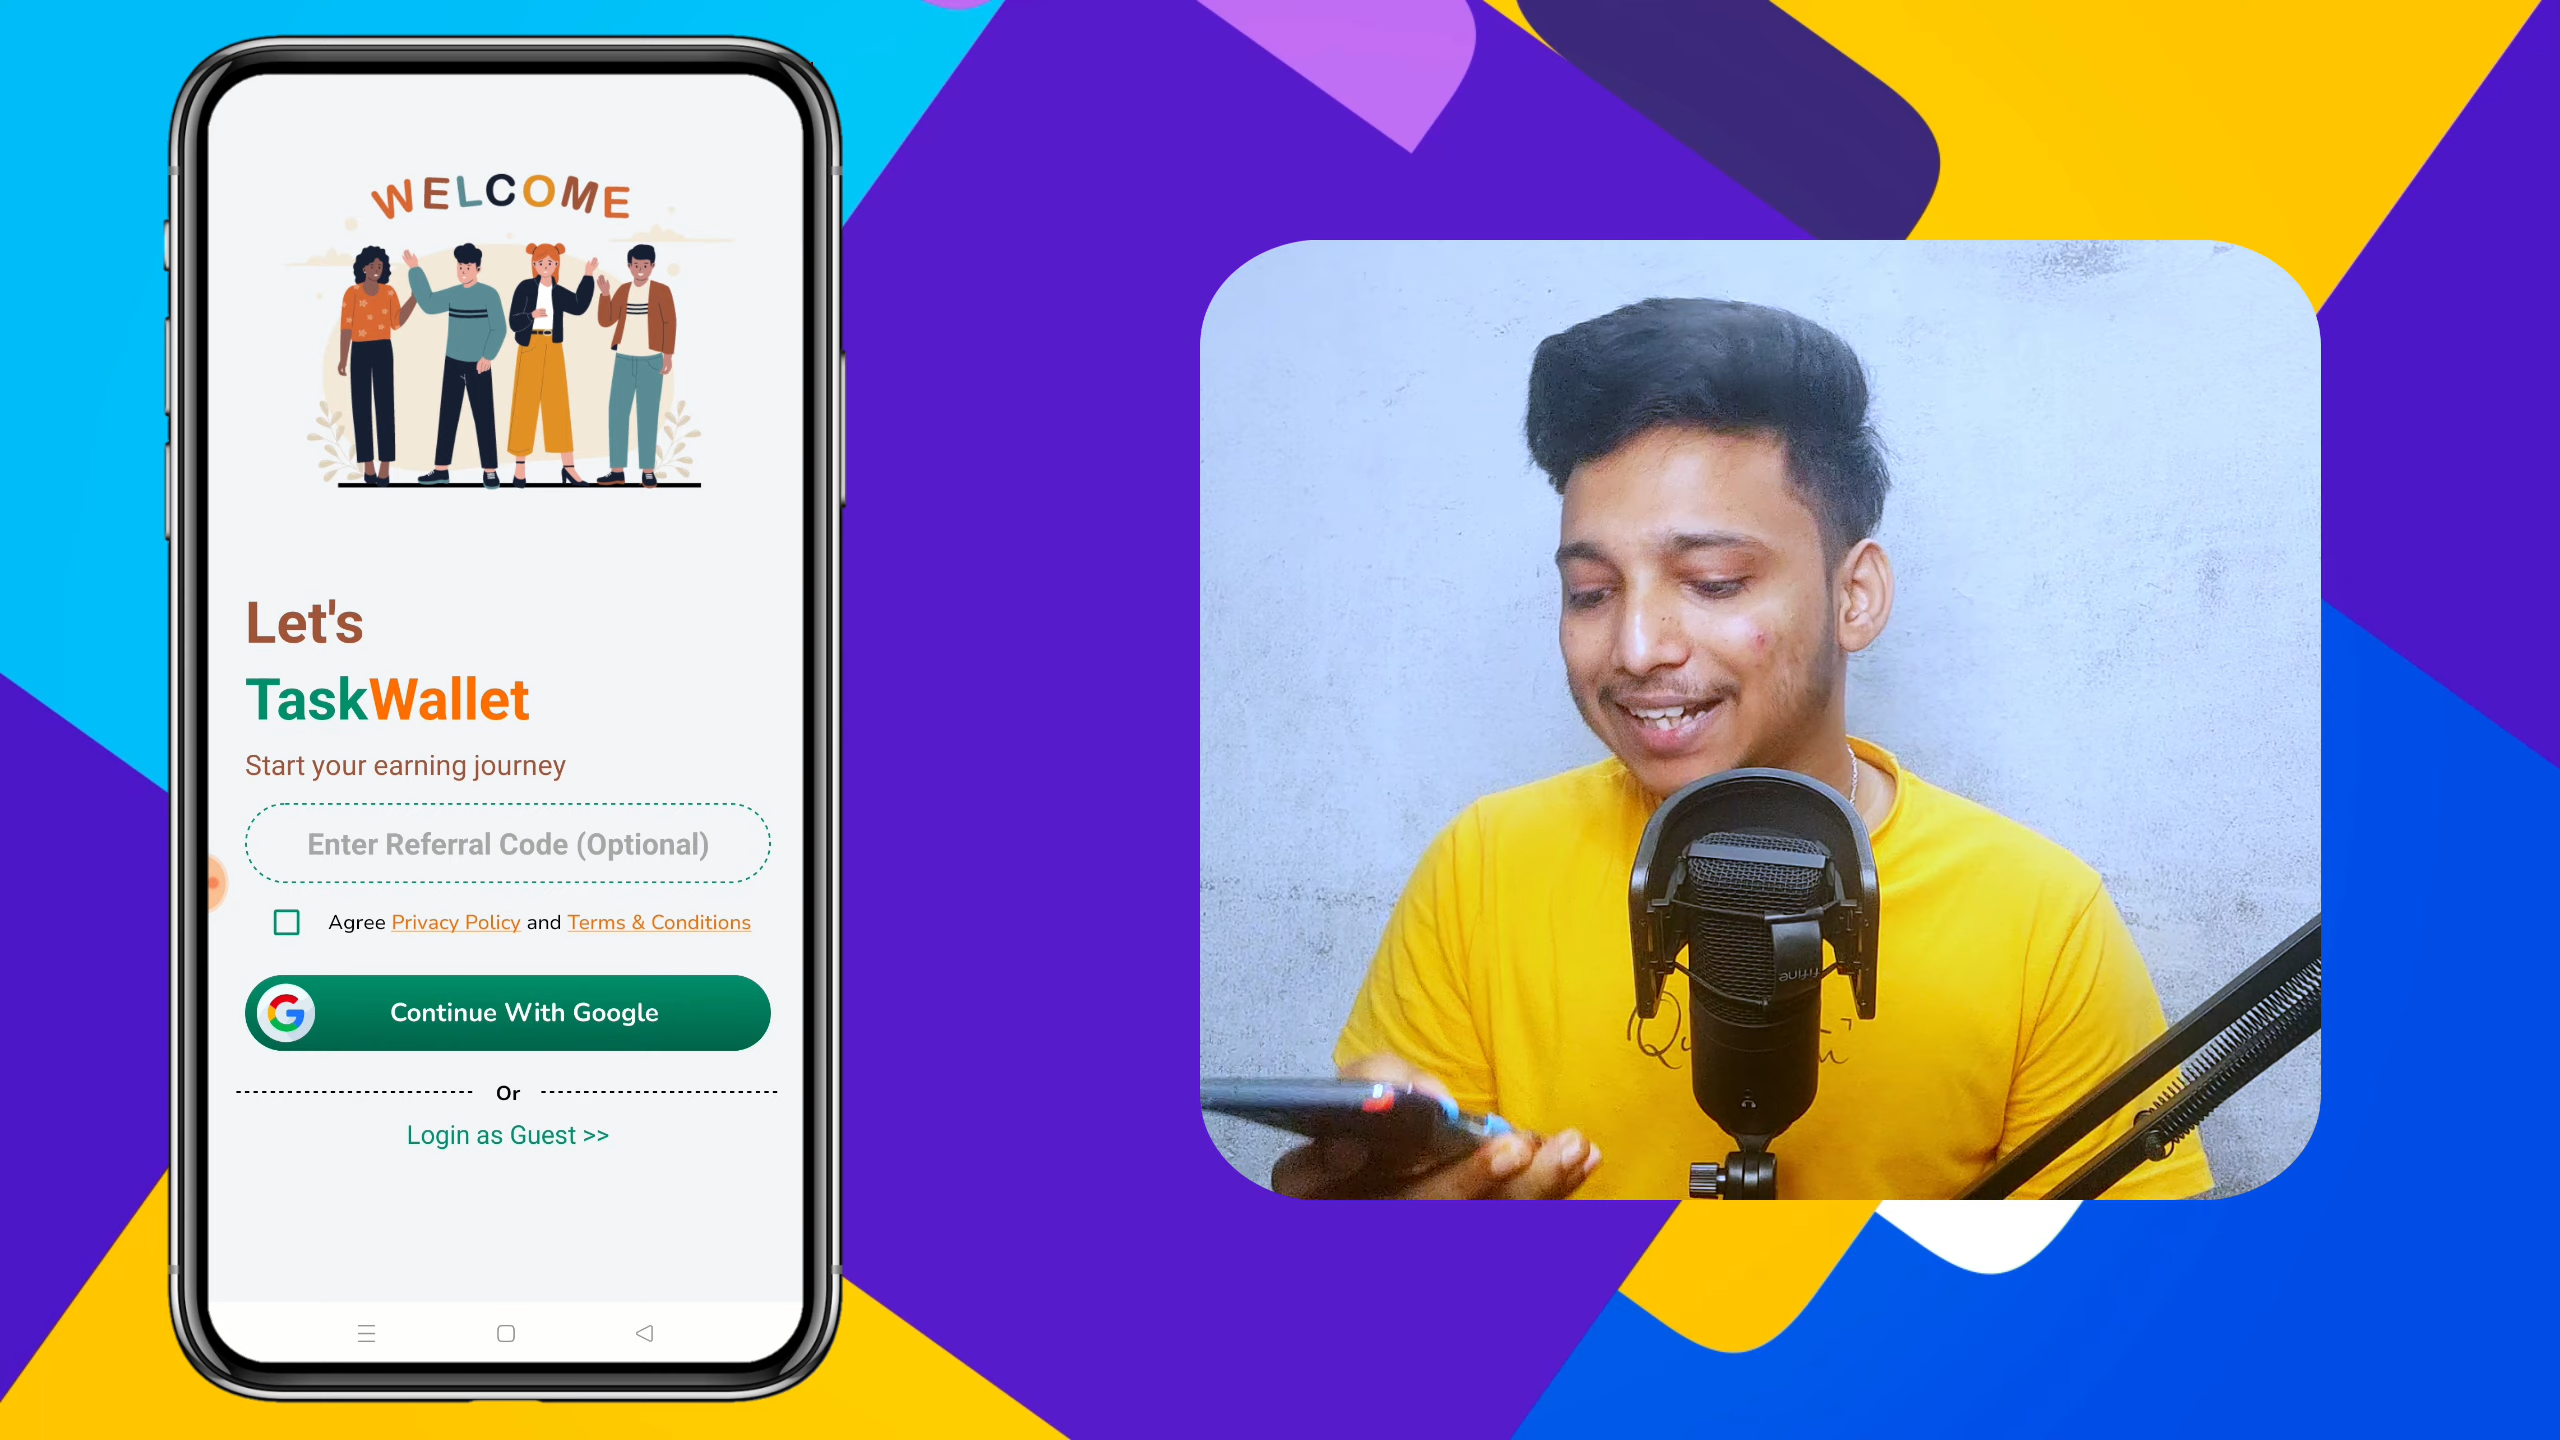 WELCOME
Let's
TaskWallet
Start your earning journey
Enter Referral Code (Optional)
Agree Privacy Policy and Terms & Conditions
Continue With Google
Or
Login as Guest >>
fifine